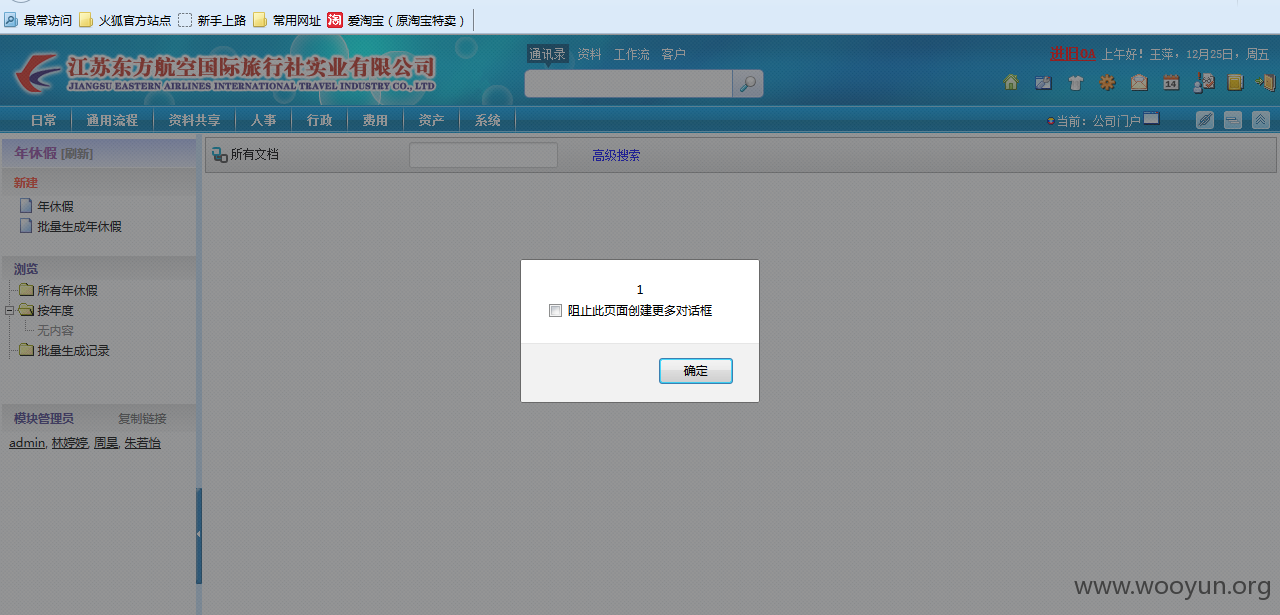 最常访问 火狐官方站点 新手上路 常用网址 淘 爱淘宝（原淘宝特卖）
江苏东方航空国际旅行社实业有限公司
JIANGSU EASTERN AIRLINES INTERNATIONAL TRAVEL INDUSTRY CO., LTD
通讯录 资料 工作流 客户
进旧OA 上午好！王萍，12月25日，周五
14
日常 通用流程 资料共享 人事 行政 费用 资产 系统
当前：公司门户
年休假 [刷新]
所有文档 高级搜索
新建
年休假
批量生成年休假
浏览
所有年休假
按年度
无内容
批量生成记录
模块管理员 复制链接
admin, 林婷婷, 周昊, 朱若怡
1
阻止此页面创建更多对话框
确定
www.wooyun.org